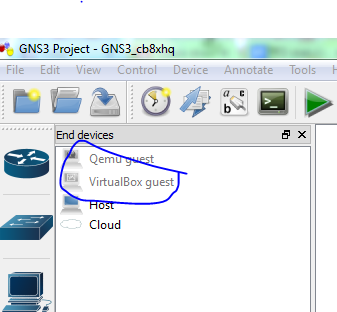 GNS3 Project - GNS3_cb8xhq
File Edit View Control Device Annotate Tools
End devices
Qemu guest
VirtualBox guest
Host
Cloud